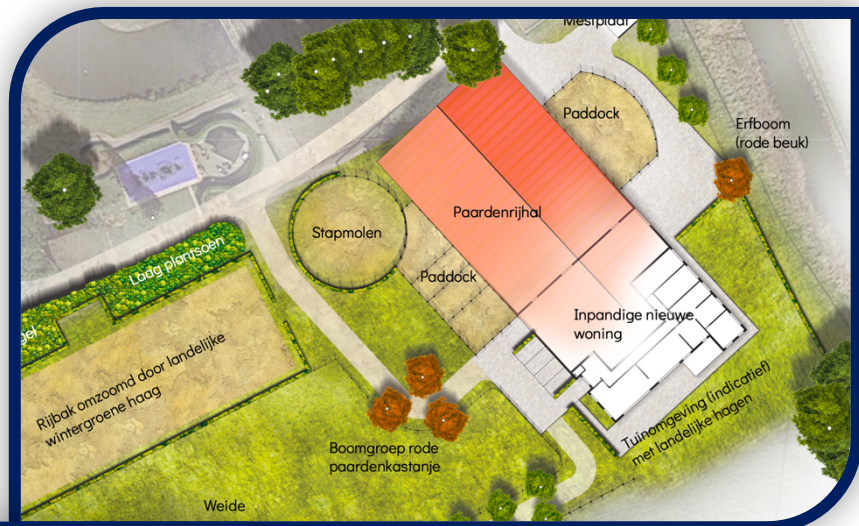 Mestplaat
Paddock
Erfboom
(rode beuk)
Paardenrijhal
Stapmolen
Laag plantsoen
Paddock
Inpandige nieuwe
woning
Rijbak omzoomd door landelijke
wintergroene haag
Tuinomgeving (indicatief)
met landelijke hagen
Boomgroep rode
paardenkastanje
Weide